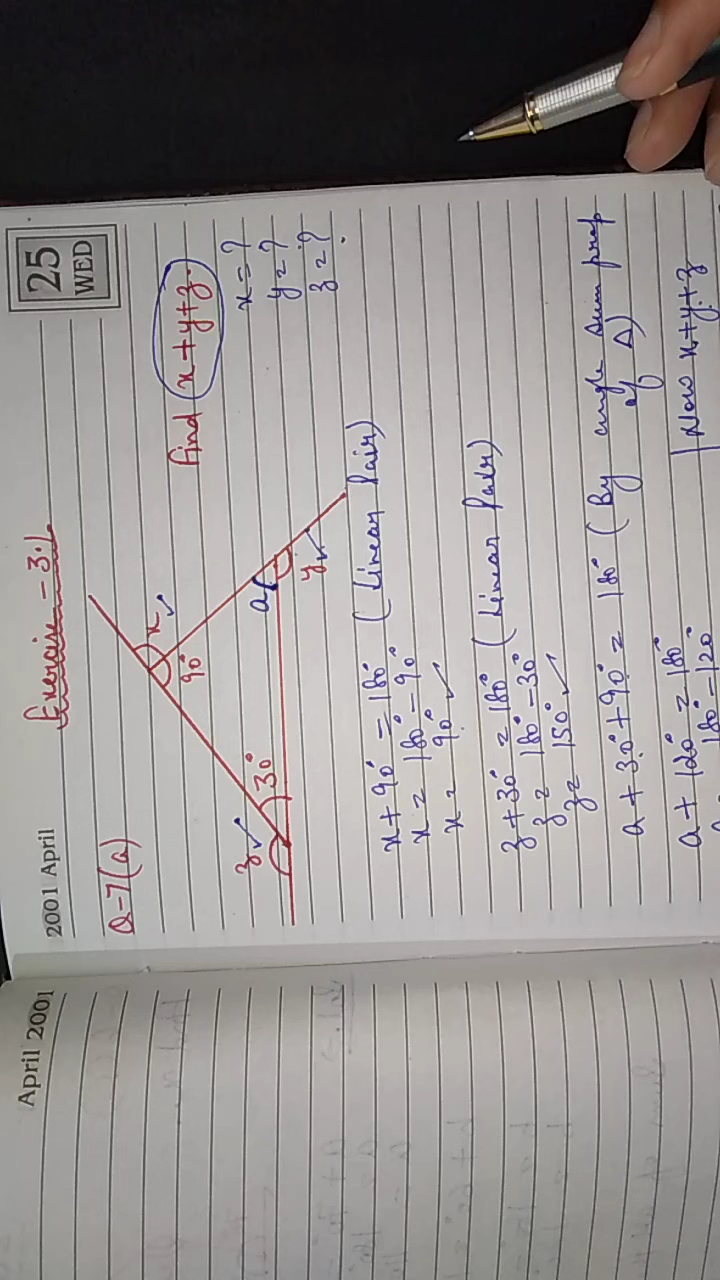 April 2001
2001 April
25
WED
Exercise - 3.1
Q-7(a)
Find x+y+z.
x = ?
y = ?
z = ?
x
90°
z
30°
a
y
x + 90° = 180° (Linear Pair)
x = 180° - 90°
x = 90°
z + 30° = 180° (Linear Pair)
z = 180° - 30°
z = 150°
a + 30° + 90° = 180° (By angle sum prop
of Δ)
a + 120° = 180°
180° - 120°
Now x+y+z